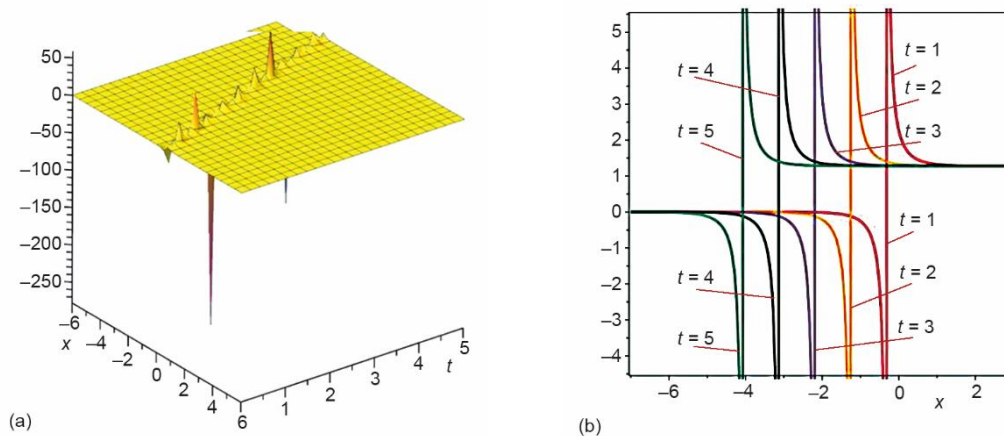 50
0
–50
–100
–150
–200
–250
–6
x
–4
–2
0
2
4
6
1
2
3
t
4
5
(a)
5
4
3
2
1
0
–1
–2
–3
–4
t = 4
t = 5
t = 1
t = 2
t = 3
t = 4
t = 5
t = 1
t = 2
t = 3
–6
–4
–2
0
x
2
(b)